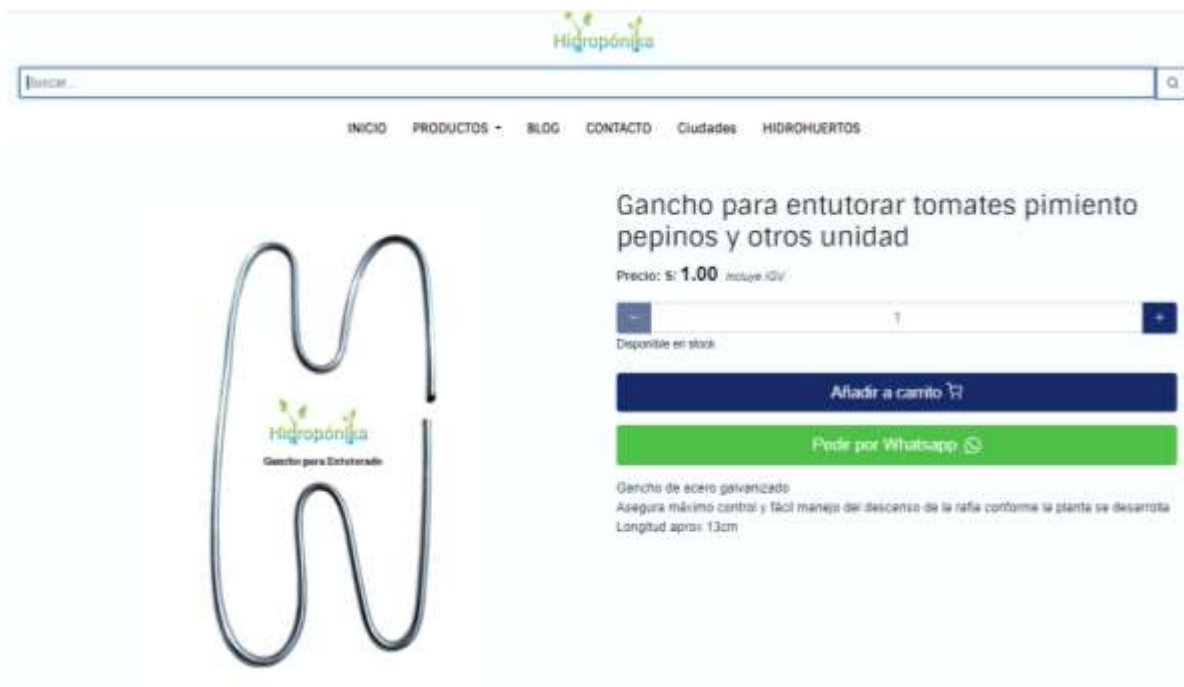 Hidropónika
Buscar...
INICIO PRODUCTOS BLOG CONTACTO Ciudades HIDROHUERTOS
Gancho para entutorar tomates pimiento
pepinos y otros unidad
Precio: S/ 1.00 Incluye IGV
− 1 +
Disponible en stock
Añadir a carrito
Pedir por Whatsapp
Gancho de acero galvanizado
Asegura máximo control y fácil manejo del descenso de la rafia conforme la planta se desarrolla
Longitud aprox 13cm
Hidropónika
Gancho para Entutorado